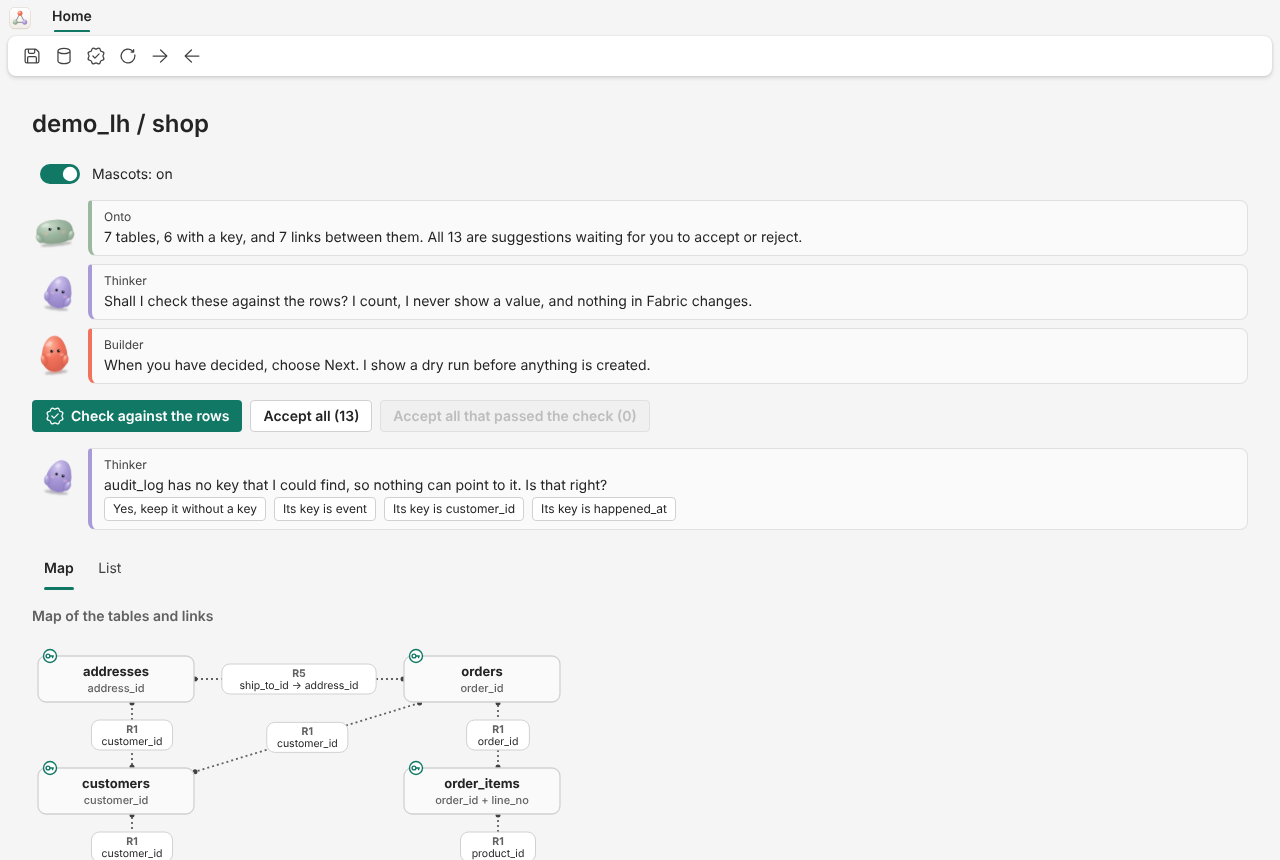 Home
demo_lh / shop
Mascots: on
Onto
7 tables, 6 with a key, and 7 links between them. All 13 are suggestions waiting for you to accept or reject.
Thinker
Shall I check these against the rows? I count, I never show a value, and nothing in Fabric changes.
Builder
When you have decided, choose Next. I show a dry run before anything is created.
Check against the rows
Accept all (13)
Accept all that passed the check (0)
Thinker
audit_log has no key that I could find, so nothing can point to it. Is that right?
Yes, keep it without a key
Its key is event
Its key is customer_id
Its key is happened_at
Map
List
Map of the tables and links
addresses
address_id
R5
ship_to_id → address_id
orders
order_id
R1
customer_id
R1
customer_id
R1
order_id
customers
customer_id
order_items
order_id + line_no
R1
customer_id
R1
product_id